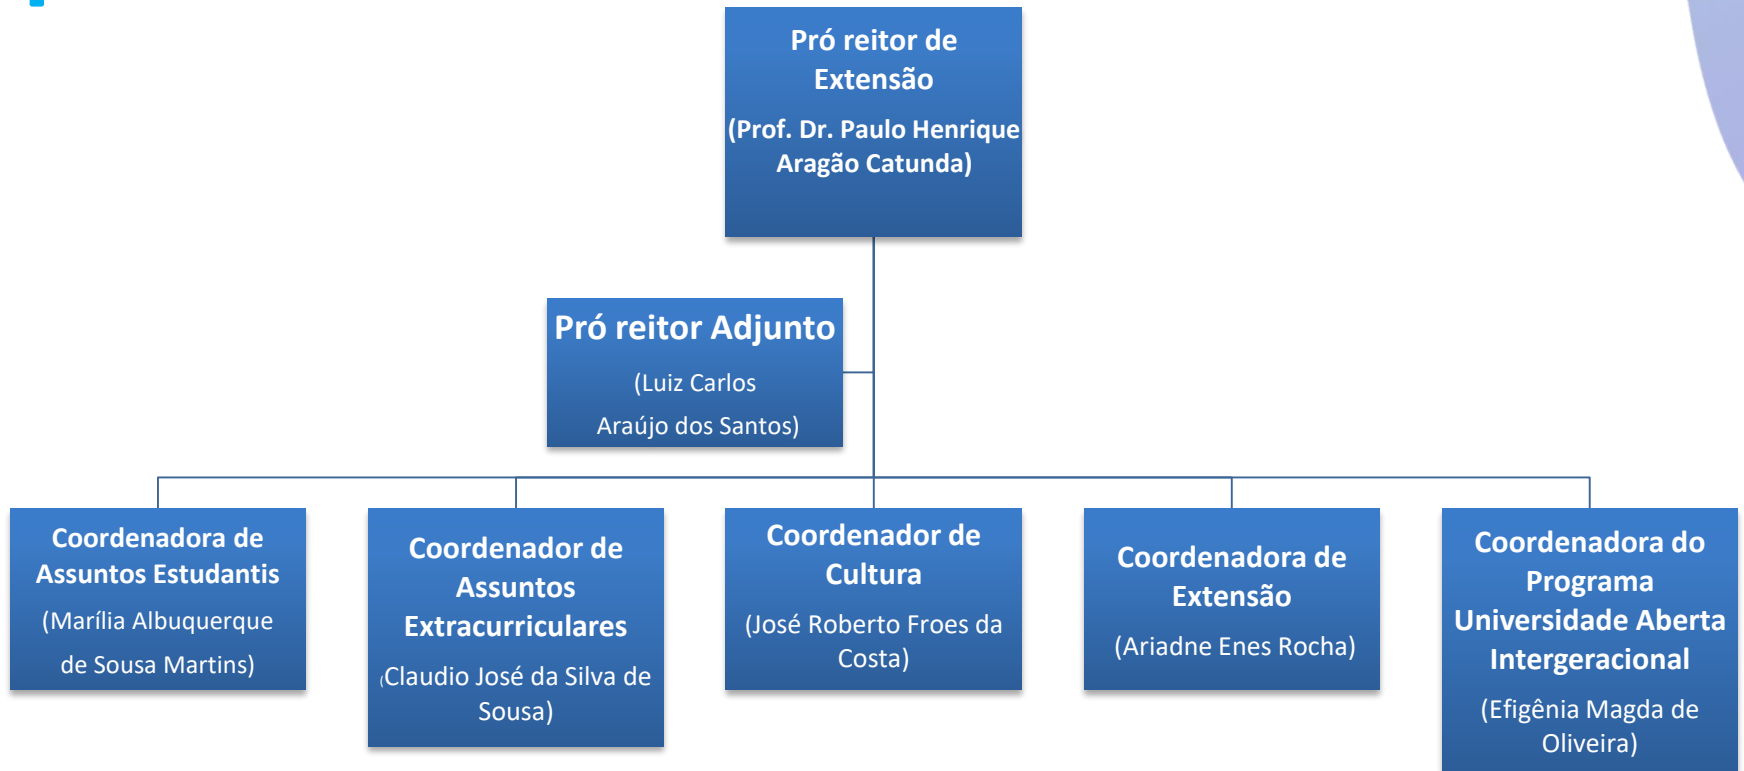 Pró reitor de
Extensão
(Prof. Dr. Paulo Henrique
Aragão Catunda)
Pró reitor Adjunto
(Luiz Carlos
Araújo dos Santos)
Coordenadora de
Assuntos Estudantis
(Marília Albuquerque
de Sousa Martins)
Coordenador de
Assuntos
Extracurriculares
(Claudio José da Silva de
Sousa)
Coordenador de
Cultura
(José Roberto Froes da
Costa)
Coordenadora de
Extensão
(Ariadne Enes Rocha)
Coordenadora do
Programa
Universidade Aberta
Intergeracional
(Efigênia Magda de
Oliveira)